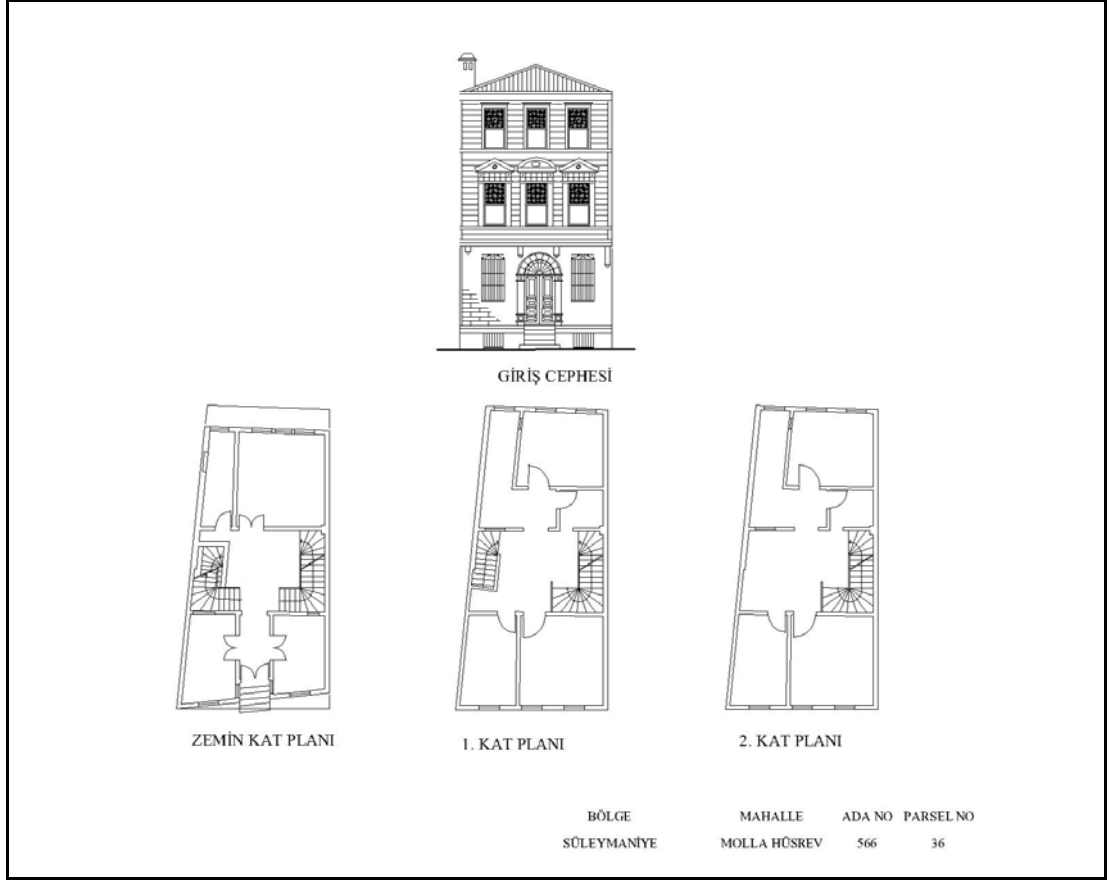 GİRİŞ CEPHESİ
ZEMİN KAT PLANI
1. KAT PLANI
2. KAT PLANI
BÖLGE MAHALLE ADA NO PARSEL NO
SÜLEYMANİYE MOLLA HÜSREV 566 36